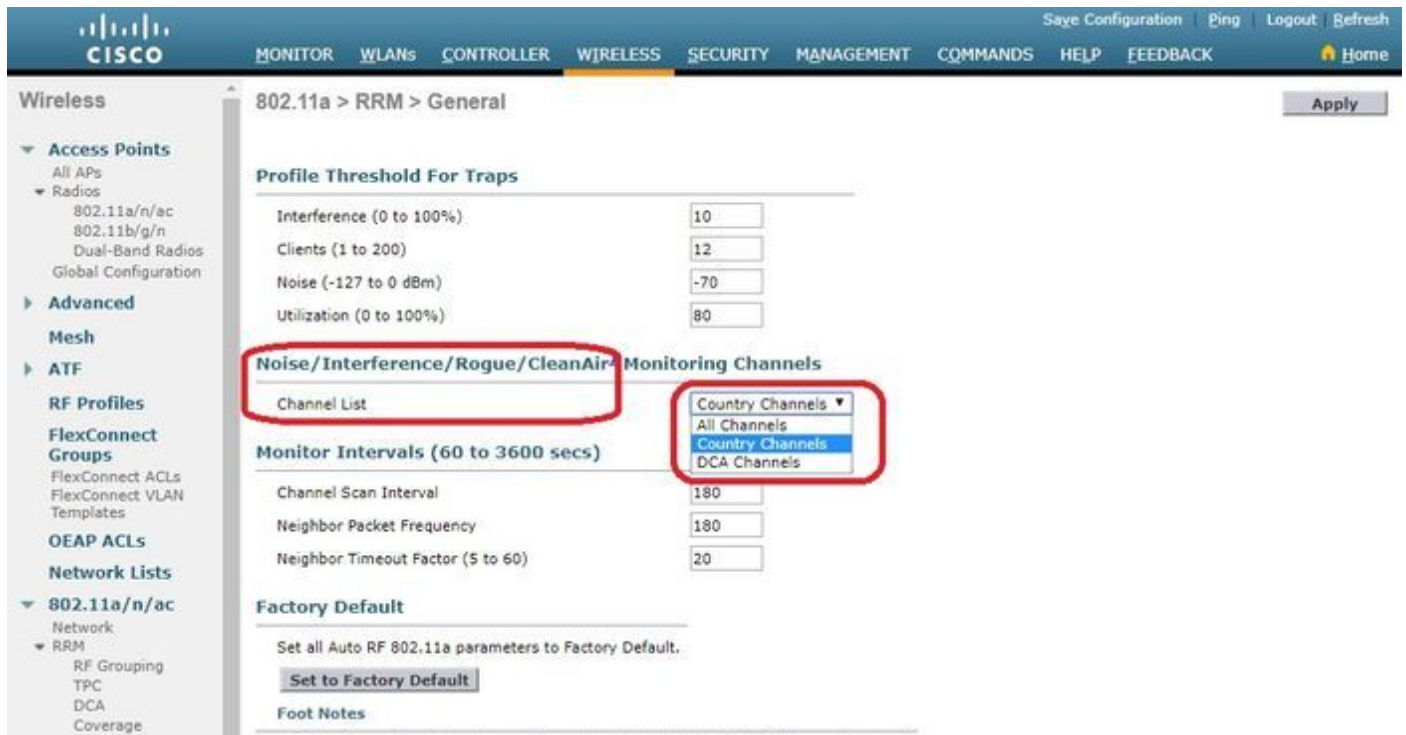 Save Configuration | Ping | Logout | Refresh
CISCO
MONITOR WLANs CONTROLLER WIRELESS SECURITY MANAGEMENT COMMANDS HELP FEEDBACK Home
Wireless
Access Points
All APs
Radios
802.11a/n/ac
802.11b/g/n
Dual-Band Radios
Global Configuration
Advanced
Mesh
ATF
RF Profiles
FlexConnect
Groups
FlexConnect ACLs
FlexConnect VLAN
Templates
OEAP ACLs
Network Lists
802.11a/n/ac
Network
RRM
RF Grouping
TPC
DCA
Coverage
802.11a > RRM > General
Apply
Profile Threshold For Traps
Interference (0 to 100%) 10
Clients (1 to 200) 12
Noise (-127 to 0 dBm) -70
Utilization (0 to 100%) 80
Noise/Interference/Rogue/CleanAir Monitoring Channels
Channel List Country Channels
All Channels
Country Channels
DCA Channels
Monitor Intervals (60 to 3600 secs)
Channel Scan Interval 180
Neighbor Packet Frequency 180
Neighbor Timeout Factor (5 to 60) 20
Factory Default
Set all Auto RF 802.11a parameters to Factory Default.
Set to Factory Default
Foot Notes